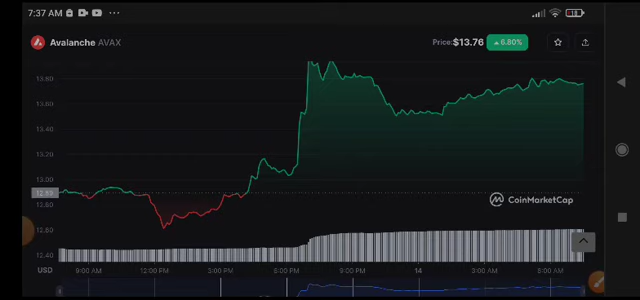 7:37 AM
Avalanche AVAX
Price: $13.76 6.80%
13.80
13.60
13.40
13.20
13.00
12.60
12.40
CoinMarketCap
USD 9:00 AM 12:00 PM 3:00 PM 6:00 PM 9:00 PM 14 3:00 AM 6:00 AM